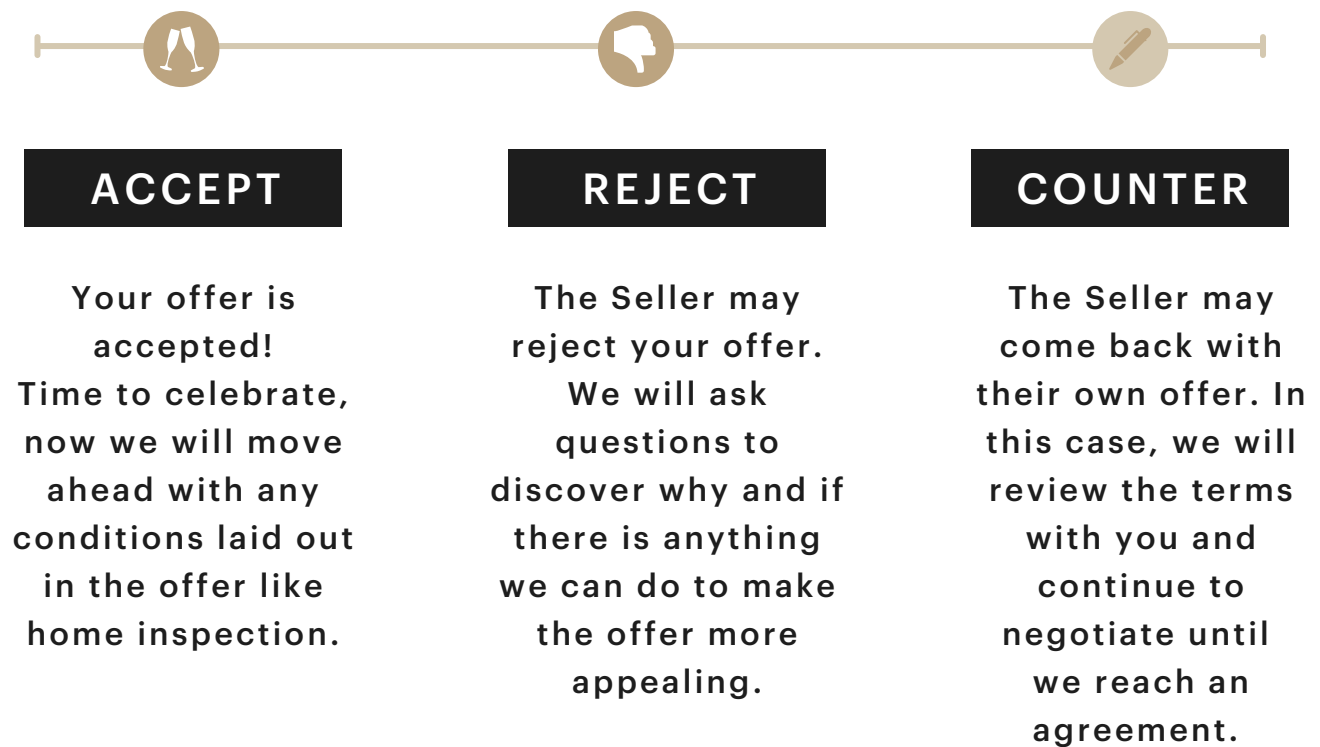 ACCEPT
Your offer is
accepted!
Time to celebrate,
now we will move
ahead with any
conditions laid out
in the offer like
home inspection.
REJECT
The Seller may
reject your offer.
We will ask
questions to
discover why and if
there is anything
we can do to make
the offer more
appealing.
COUNTER
The Seller may
come back with
their own offer. In
this case, we will
review the terms
with you and
continue to
negotiate until
we reach an
agreement.